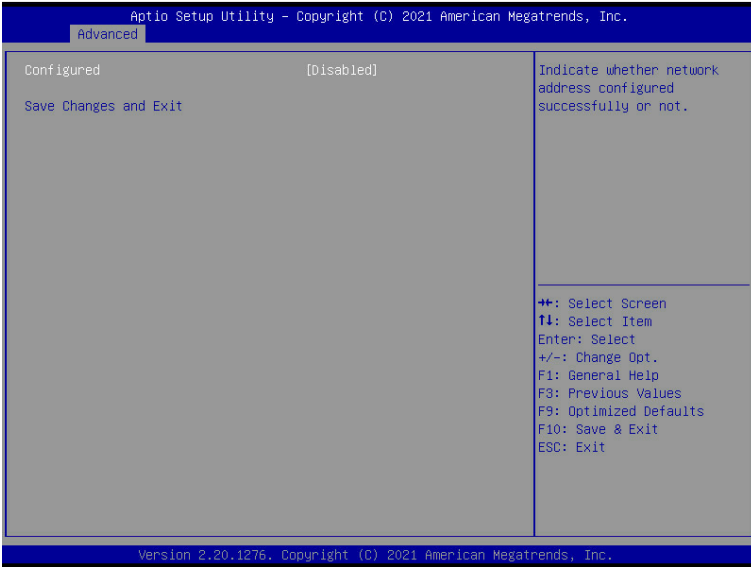 Aptio Setup Utility – Copyright (C) 2021 American Megatrends, Inc.
Advanced
Configured [Disabled]
Save Changes and Exit
Indicate whether network
address configured
successfully or not.
→←: Select Screen
↑↓: Select Item
Enter: Select
+/-: Change Opt.
F1: General Help
F3: Previous Values
F9: Optimized Defaults
F10: Save & Exit
ESC: Exit
Version 2.20.1276. Copyright (C) 2021 American Megatrends, Inc.